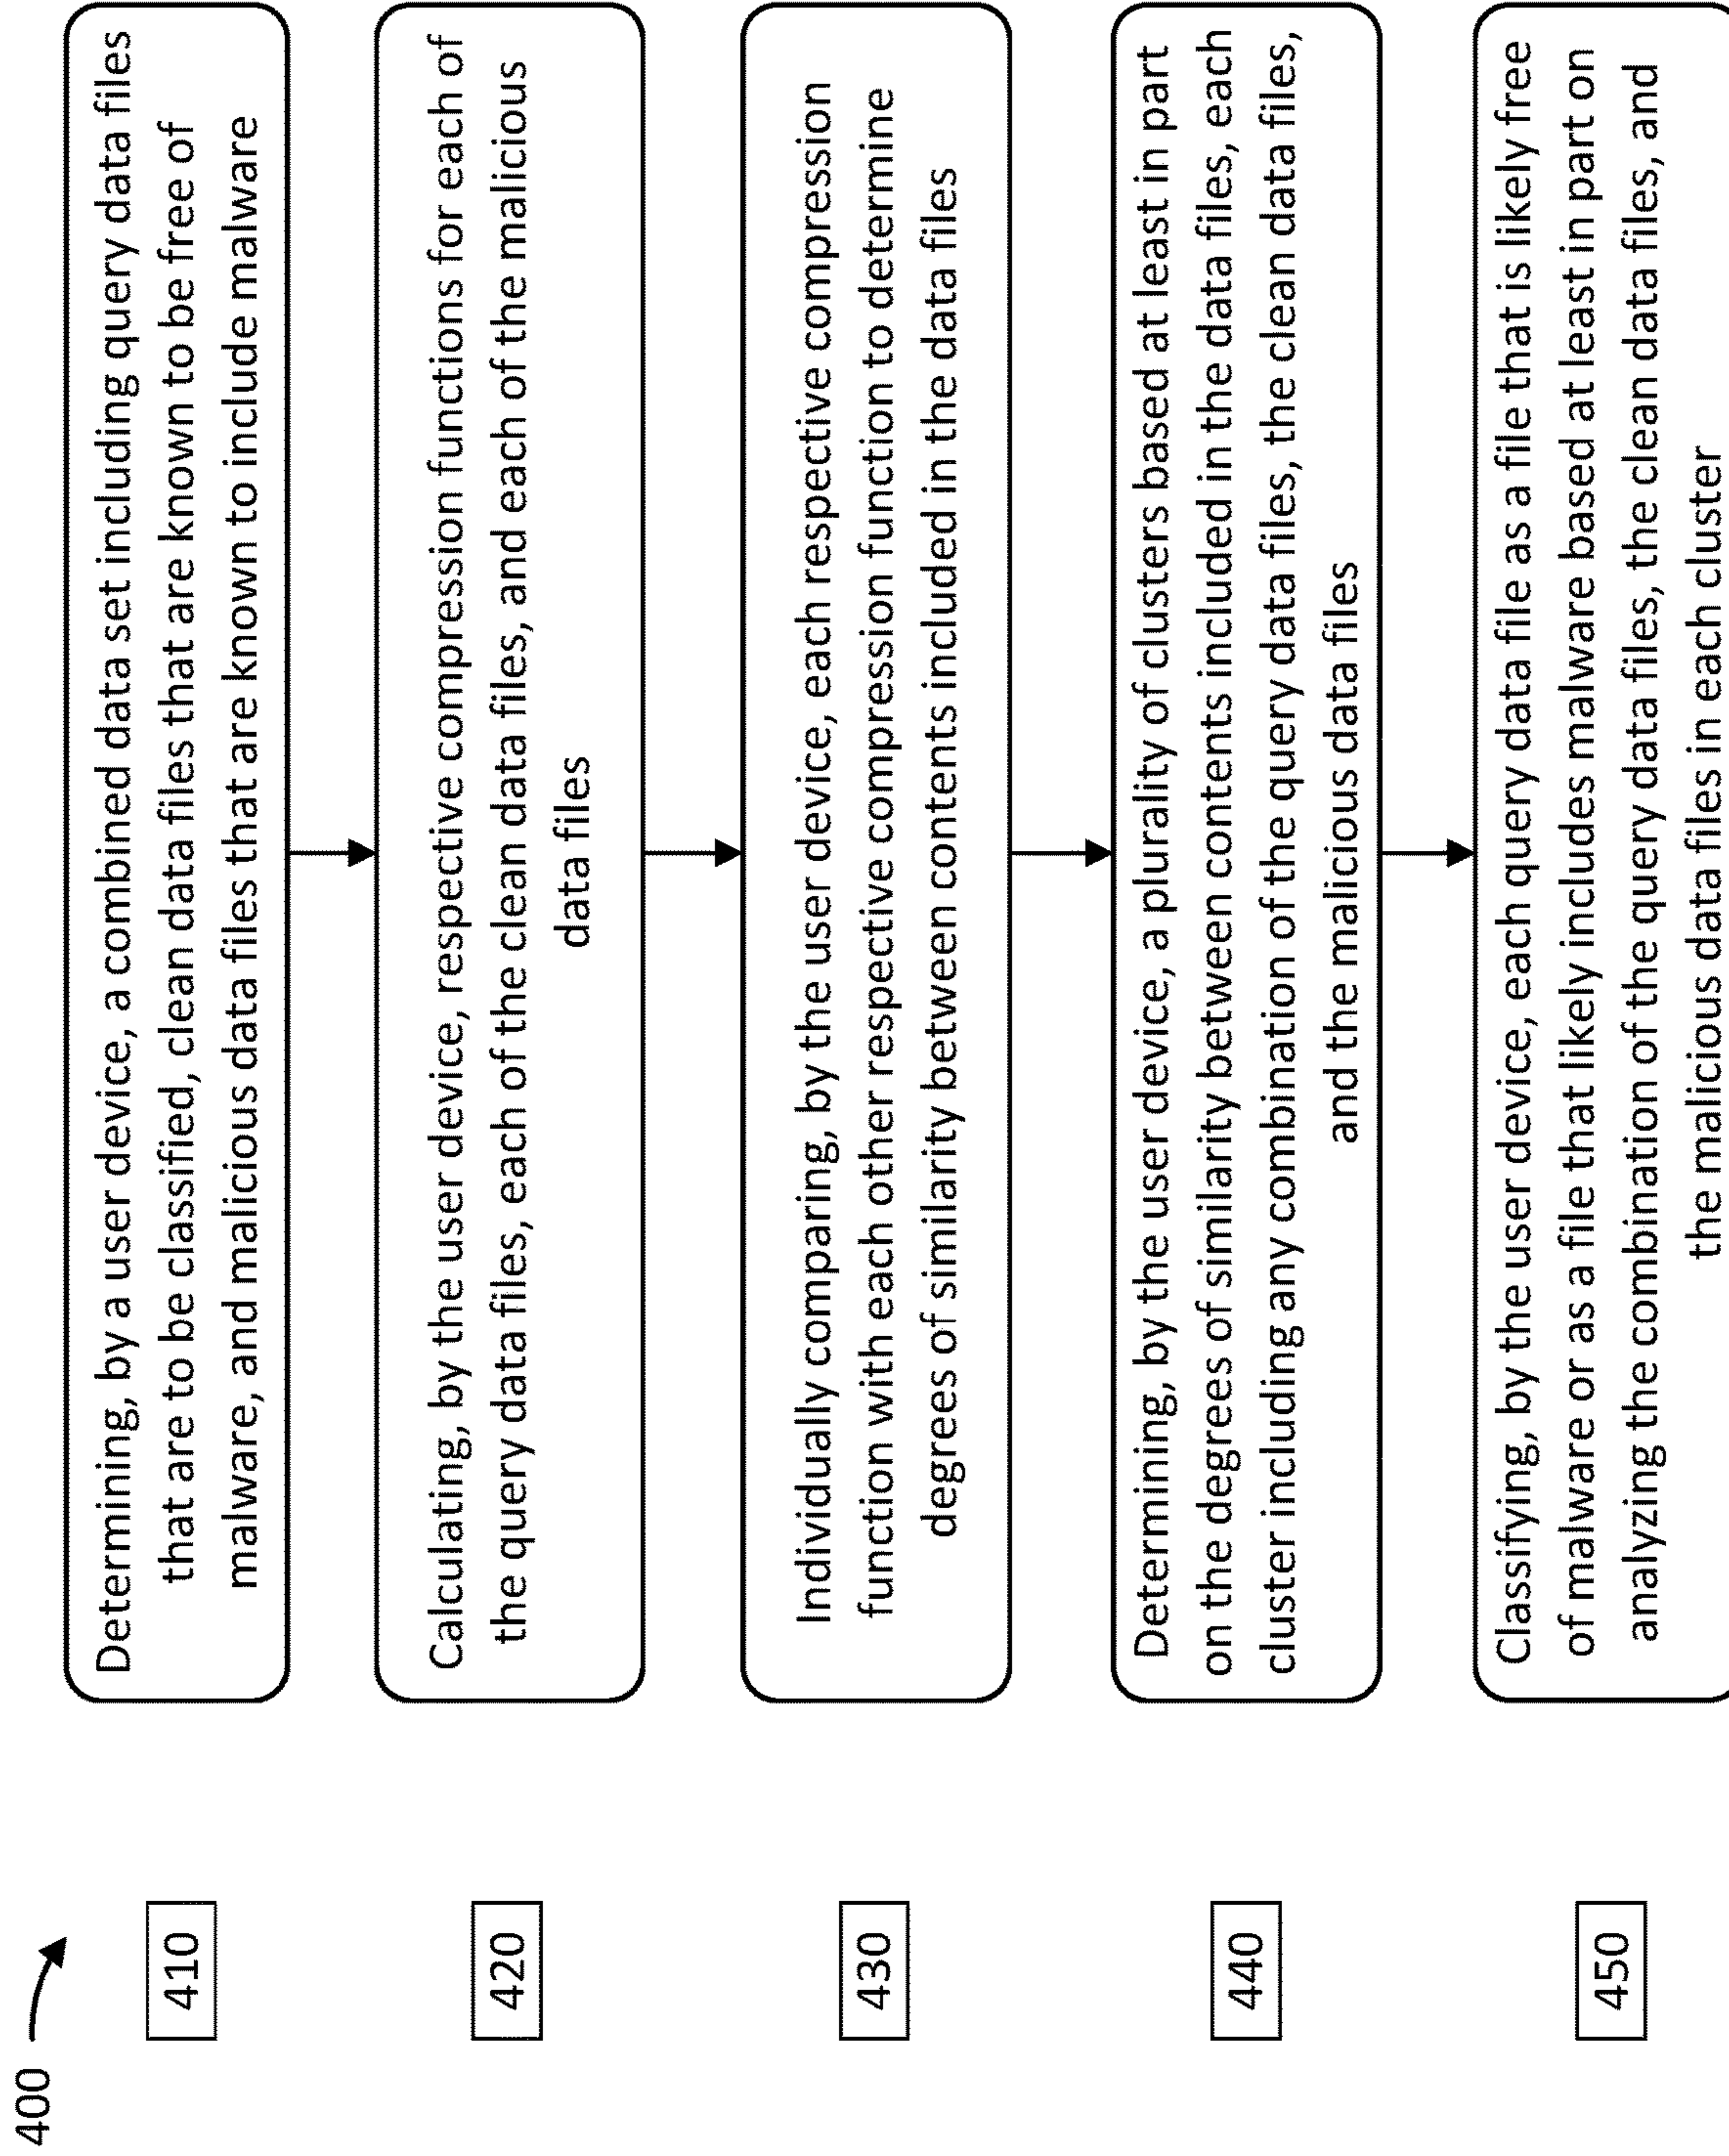 400
410
Determining, by a user device, a combined data set including query data files
that are to be classified, clean data files that are known to be free of
malware, and malicious data files that are known to include malware
420
Calculating, by the user device, respective compression functions for each of
the query data files, each of the clean data files, and each of the malicious
data files
430
Individually comparing, by the user device, each respective compression
function with each other respective compression function to determine
degrees of similarity between contents included in the data files
440
Determining, by the user device, a plurality of clusters based at least in part
on the degrees of similarity between contents included in the data files, each
cluster including any combination of the query data files, the clean data files,
and the malicious data files
450
Classifying, by the user device, each query data file as a file that is likely free
of malware or as a file that likely includes malware based at least in part on
analyzing the combination of the query data files, the clean data files, and
the malicious data files in each cluster